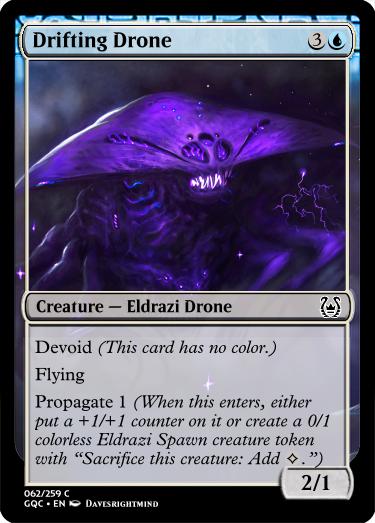 Drifting Drone 3
Creature — Eldrazi Drone
Devoid (This card has no color.)
Flying
Propagate 1 (When this enters, either
put a +1/+1 counter on it or create a 0/1
colorless Eldrazi Spawn creature token
with “Sacrifice this creature: Add .”)
2/1
062/259 C
GQC • EN Davesrightmind